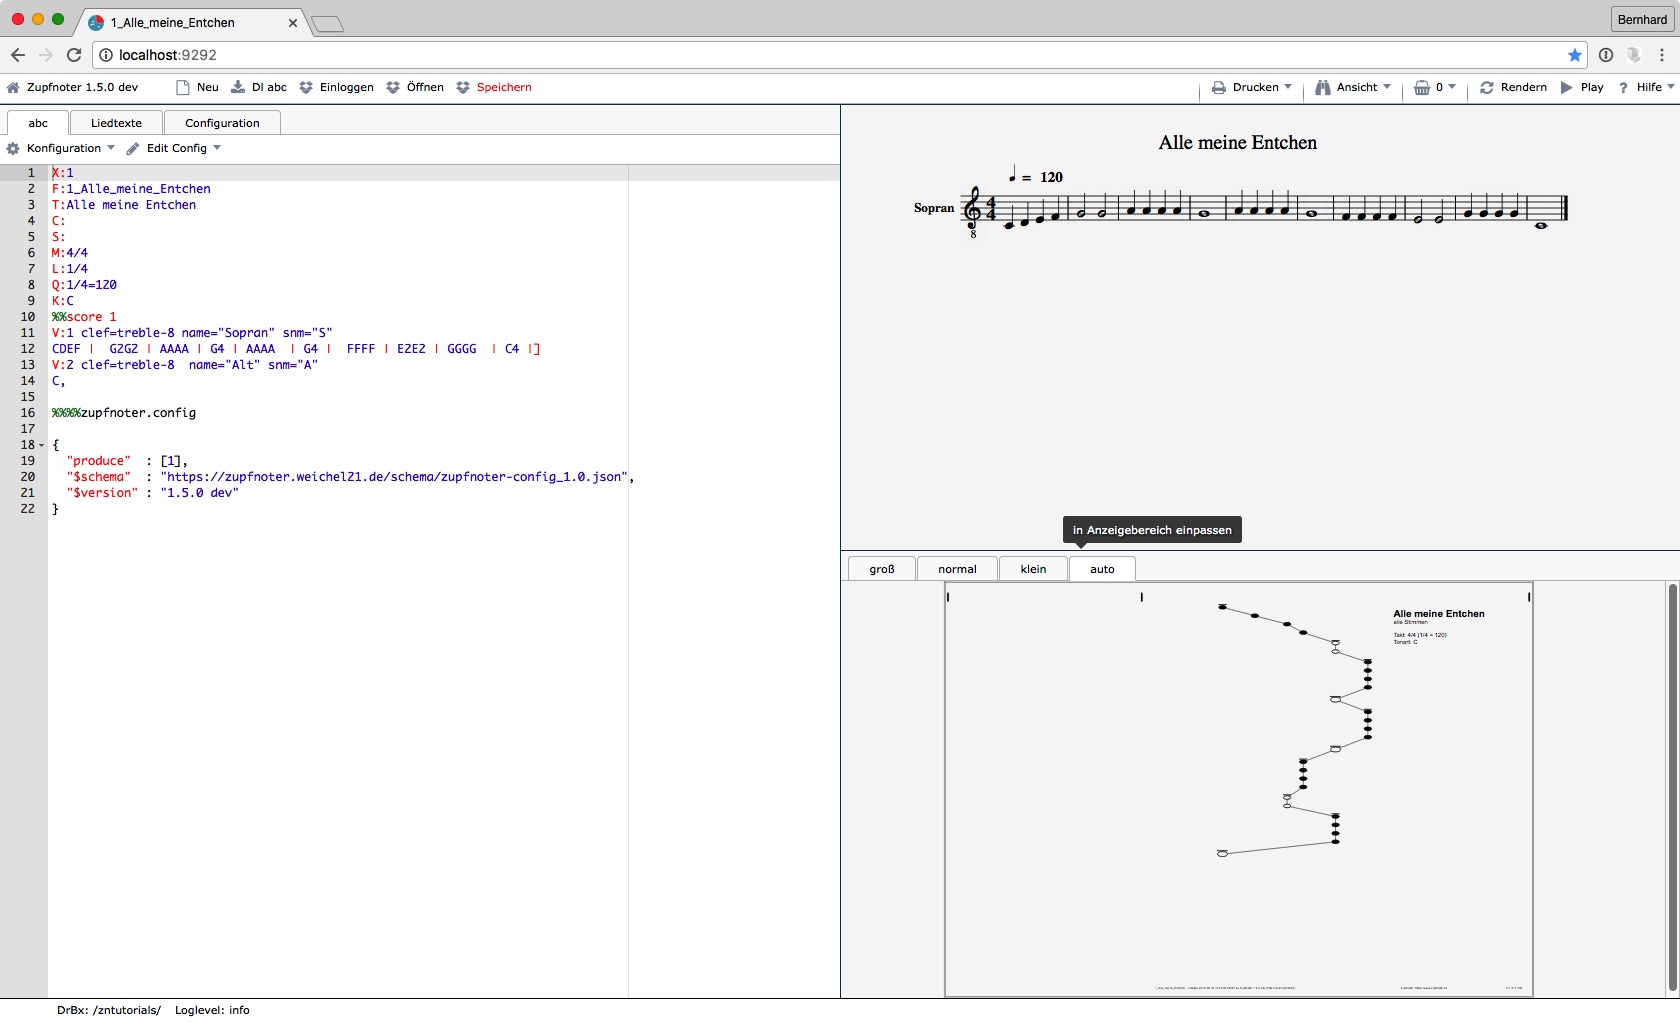 1_Alle_meine_Entchen
Bernhard
localhost:9292
Zupfnoter 1.5.0 dev Neu Dl abc Einloggen Öffnen Speichern Drucken Ansicht 0 Rendern Play ? Hilfe
abc Liedtexte Configuration
Konfiguration Edit Config
1 X:1
2 F:1_Alle_meine_Entchen
3 T:Alle meine Entchen
4 C:
5 S:
6 M:4/4
7 L:1/4
8 Q:1/4=120
9 K:C
10 %%score 1
11 V:1 clef=treble-8 name="Sopran" snm="S"
12 CDEF | G2G2 | AAAA | G4 | AAAA | G4 | FFFF | E2E2 | GGGG | C4 |]
13 V:2 clef=treble-8 name="Alt" snm="A"
14 C,
15
16 %%%%zupfnoter.config
17
18 {
19 "produce" : [1],
20 "$schema" : "https://zupfnoter.weichel21.de/schema/zupfnoter-config_1.0.json",
21 "$version" : "1.5.0 dev"
22 }
Alle meine Entchen
= 120
Sopran
4
4
8
in Anzeigebereich einpassen
groß normal klein auto
Alle meine Entchen
alle Stimmen
Takt: 4/4 (1/4 = 120)
Tonart: C
DrBx: /zntutorials/ Loglevel: info